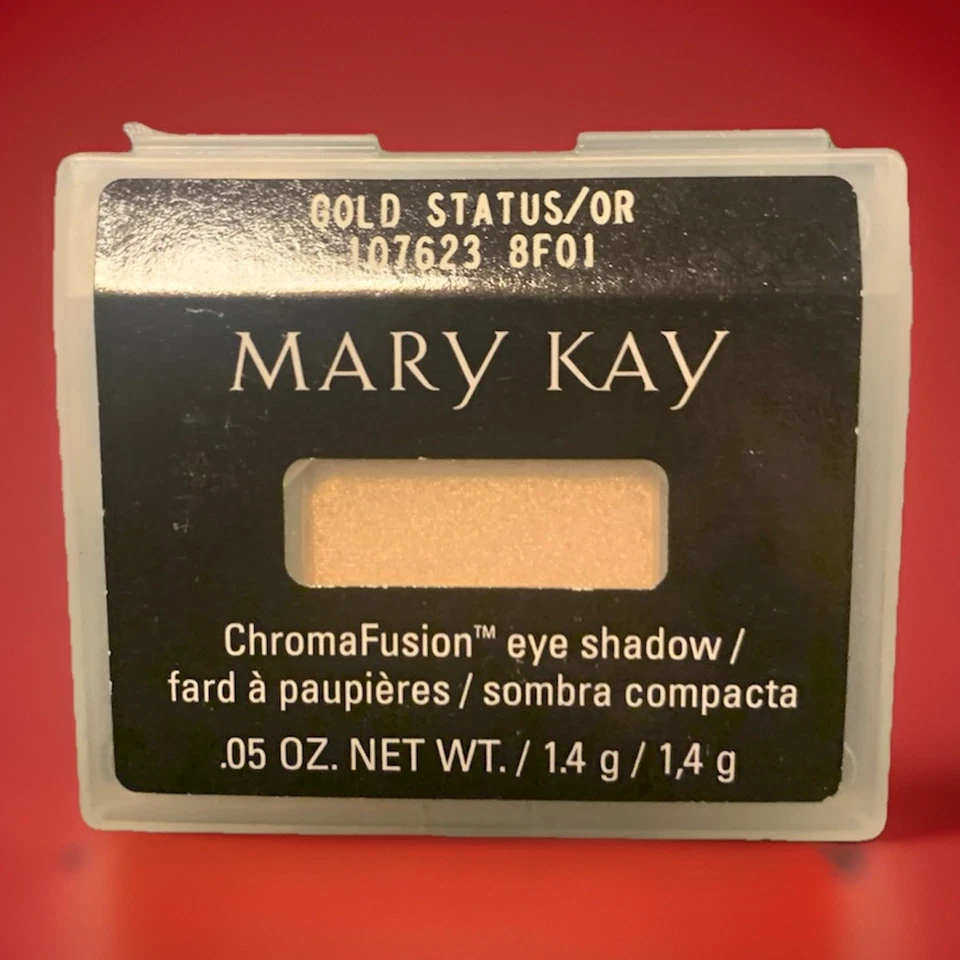 GOLD STATUS/OR
107623 8F01
MARY KAY
ChromaFusion™ eye shadow /
fard à paupières / sombra compacta
.05 OZ. NET WT. / 1.4 g / 1,4 g